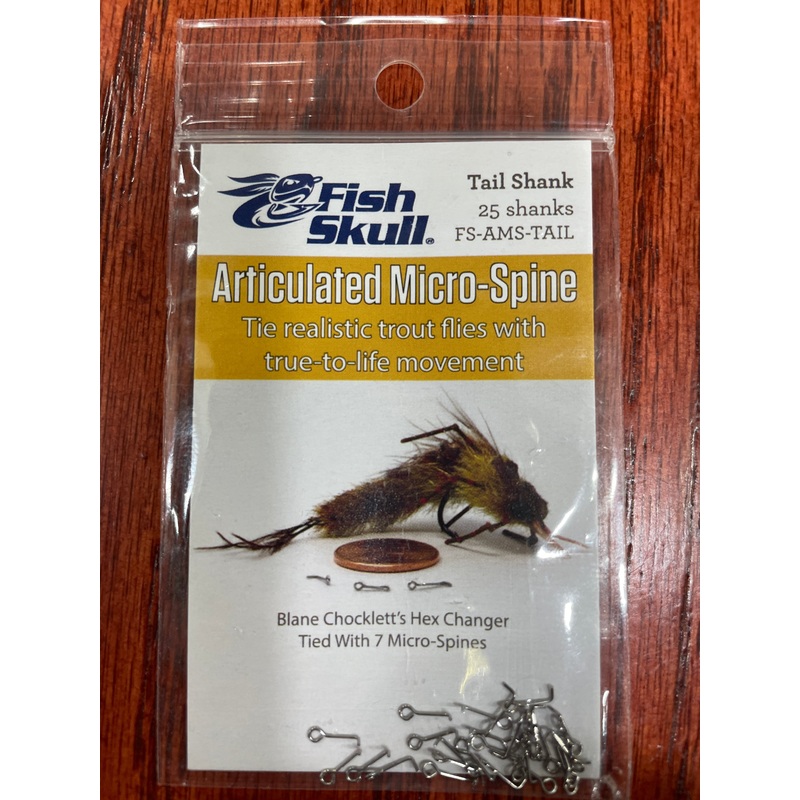 Fish
Skull®
Tail Shank
25 shanks
FS-AMS-TAIL
Articulated Micro-Spine
Tie realistic trout flies with
true-to-life movement
Blane Chocklett's Hex Changer
Tied With 7 Micro-Spines